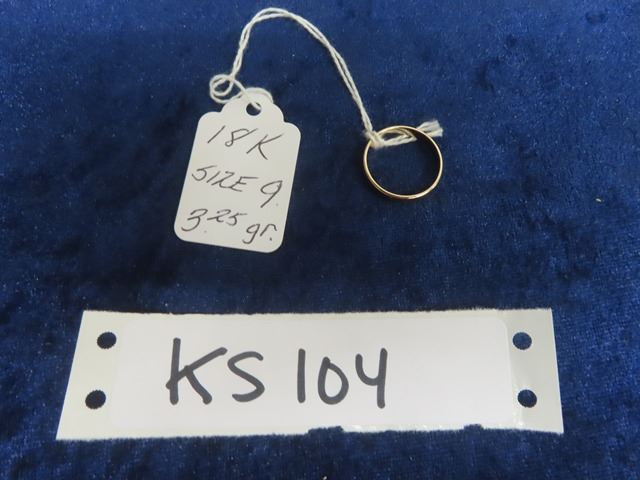 18K
SIZE 9.
3.25 gr.
KS104